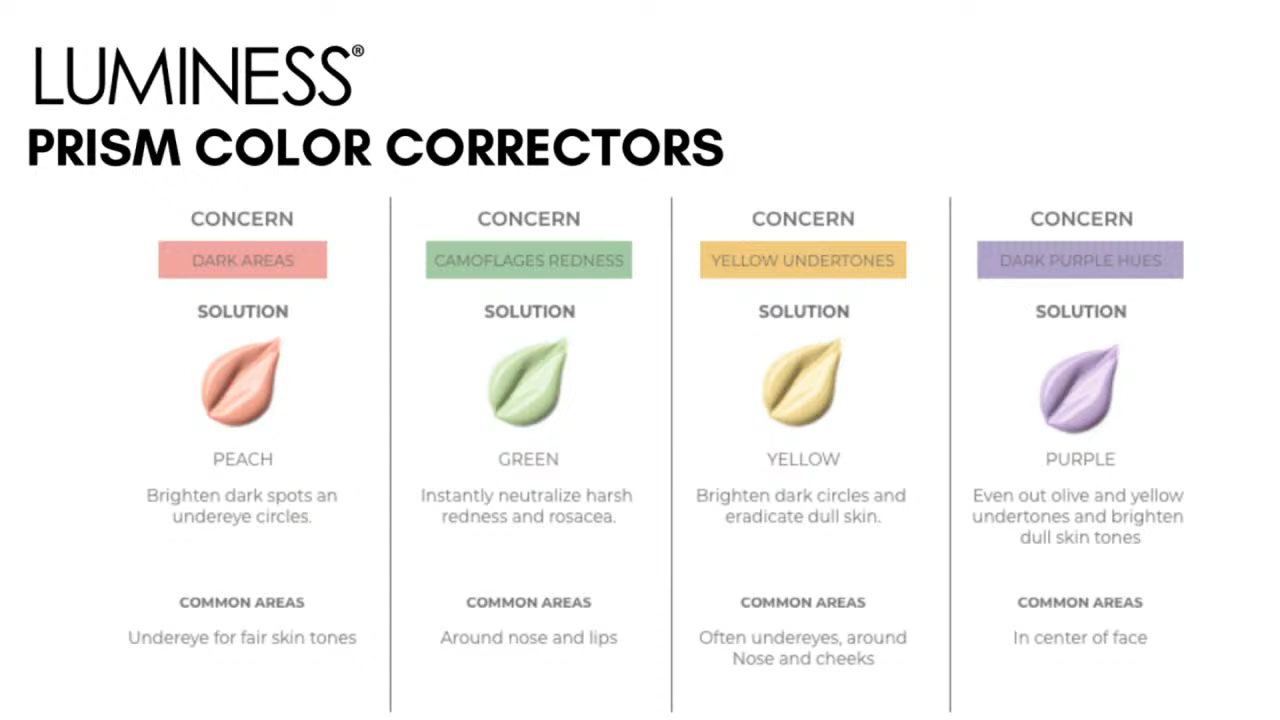 LUMINESS®
PRISM COLOR CORRECTORS
CONCERN
DARK AREAS
SOLUTION
PEACH
Brighten dark spots an
undereye circles.
COMMON AREAS
Undereye for fair skin tones
CONCERN
CAMOFLAGES REDNESS
SOLUTION
GREEN
Instantly neutralize harsh
redness and rosacea.
COMMON AREAS
Around nose and lips
CONCERN
YELLOW UNDERTONES
SOLUTION
YELLOW
Brighten dark circles and
eradicate dull skin.
COMMON AREAS
Often undereyes, around
Nose and cheeks
CONCERN
DARK PURPLE HUES
SOLUTION
PURPLE
Even out olive and yellow
undertones and brighten
dull skin tones
COMMON AREAS
In center of face